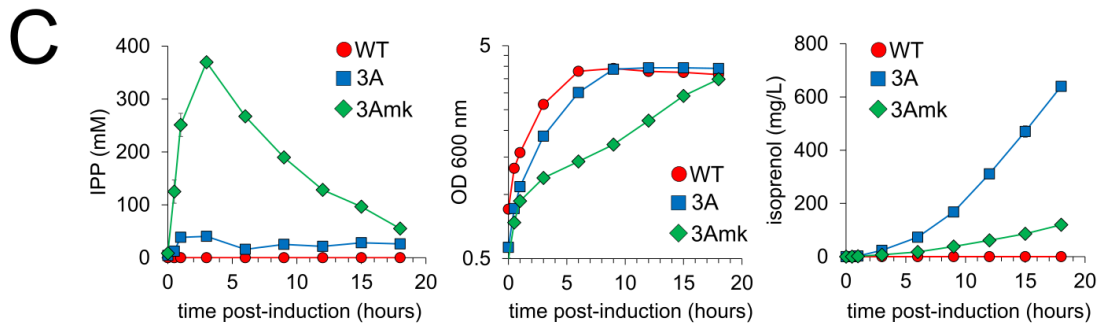 C
IPP (mM)
400
300
200
100
0
WT
3A
3Amk
0
5
10
15
20
time post-induction (hours)
OD 600 nm
5
0.5
WT
3A
3Amk
0
5
10
15
20
time post-induction (hours)
isoprenol (mg/L)
800
600
400
200
0
WT
3A
3Amk
0
5
10
15
20
time post-induction (hours)